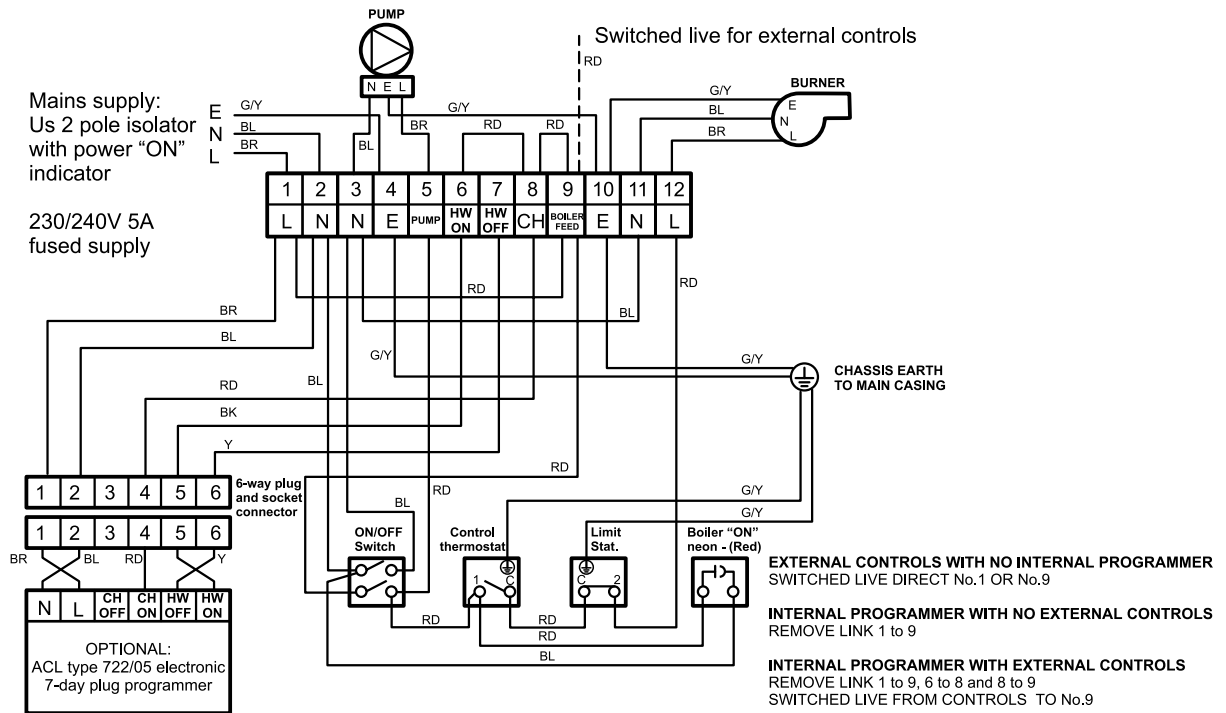 PUMP
N E L
Switched live for external controls
RD
BURNER
E
N
L
G/Y
BL
BR
Mains supply:
Us 2 pole isolator
with power “ON”
indicator
230/240V 5A
fused supply
E
N
L
G/Y
BL
BR
BL
G/Y
BR
RD
RD
1 2 3 4 5 6 7 8 9 10 11 12
L N N E PUMP HW ON HW OFF CH BOILER FEED E N L
RD
RD
BR
BL
BL
G/Y
G/Y
CHASSIS EARTH
TO MAIN CASING
RD
BL
BK
Y
RD
1 2 3 4 5 6
6-way plug
and socket
connector
1 2 3 4 5 6
BR
BL
RD
Y
N L CH OFF CH ON HW OFF HW ON
OPTIONAL:
ACL type 722/05 electronic
7-day plug programmer
BL
RD
G/Y
G/Y
ON/OFF
Switch
Control
thermostat
1 C
Limit
Stat.
C 2
Boiler “ON”
neon - (Red)
RD
RD
RD
RD
BL
EXTERNAL CONTROLS WITH NO INTERNAL PROGRAMMER
SWITCHED LIVE DIRECT No.1 OR No.9
INTERNAL PROGRAMMER WITH NO EXTERNAL CONTROLS
REMOVE LINK 1 to 9
INTERNAL PROGRAMMER WITH EXTERNAL CONTROLS
REMOVE LINK 1 to 9, 6 to 8 and 8 to 9
SWITCHED LIVE FROM CONTROLS TO No.9